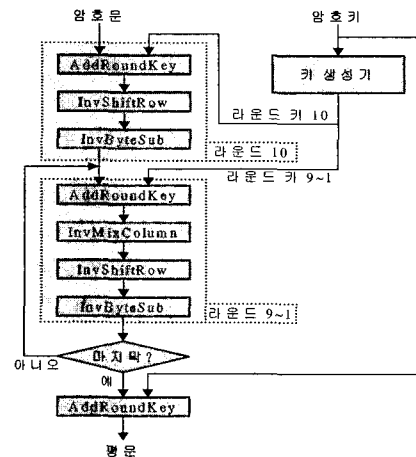 암호문
암호키
AddRoundKey
키 생성기
InvShiftRow
라운드 키 10
InvByteSub
라운드 10
라운드 키 9~1
AddRoundKey
InvMixColumn
InvShiftRow
InvByteSub
라운드 9~1
마지막?
아니오
예
AddRoundKey
평문